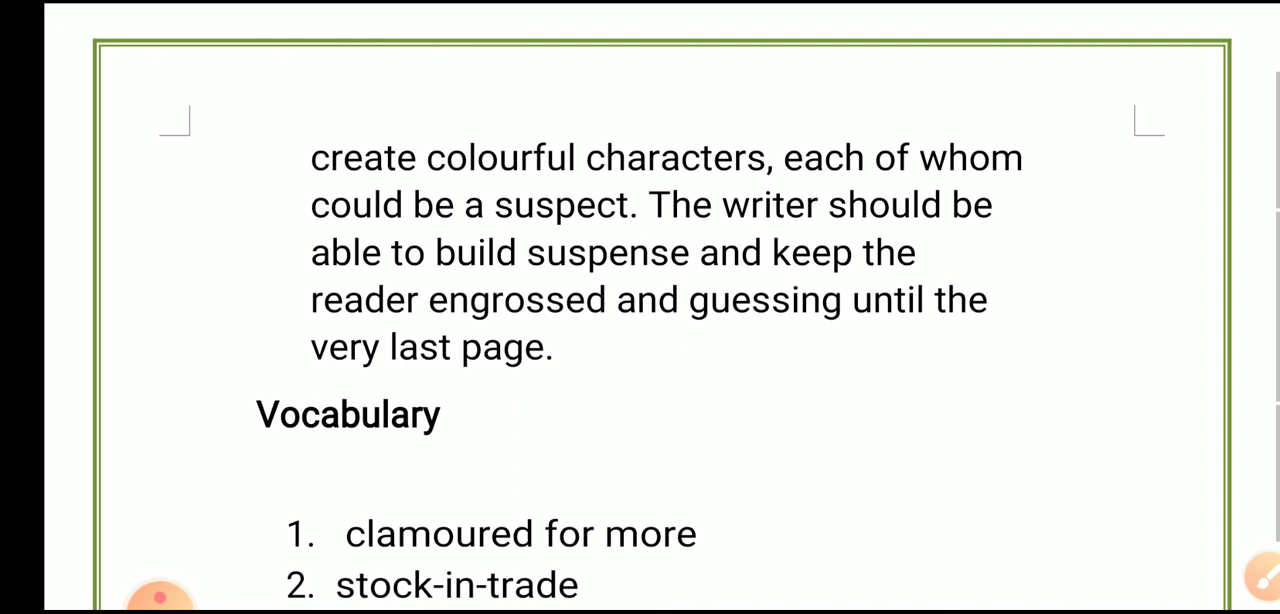 create colourful characters, each of whom
could be a suspect. The writer should be
able to build suspense and keep the
reader engrossed and guessing until the
very last page.
Vocabulary
1. clamoured for more
2. stock-in-trade